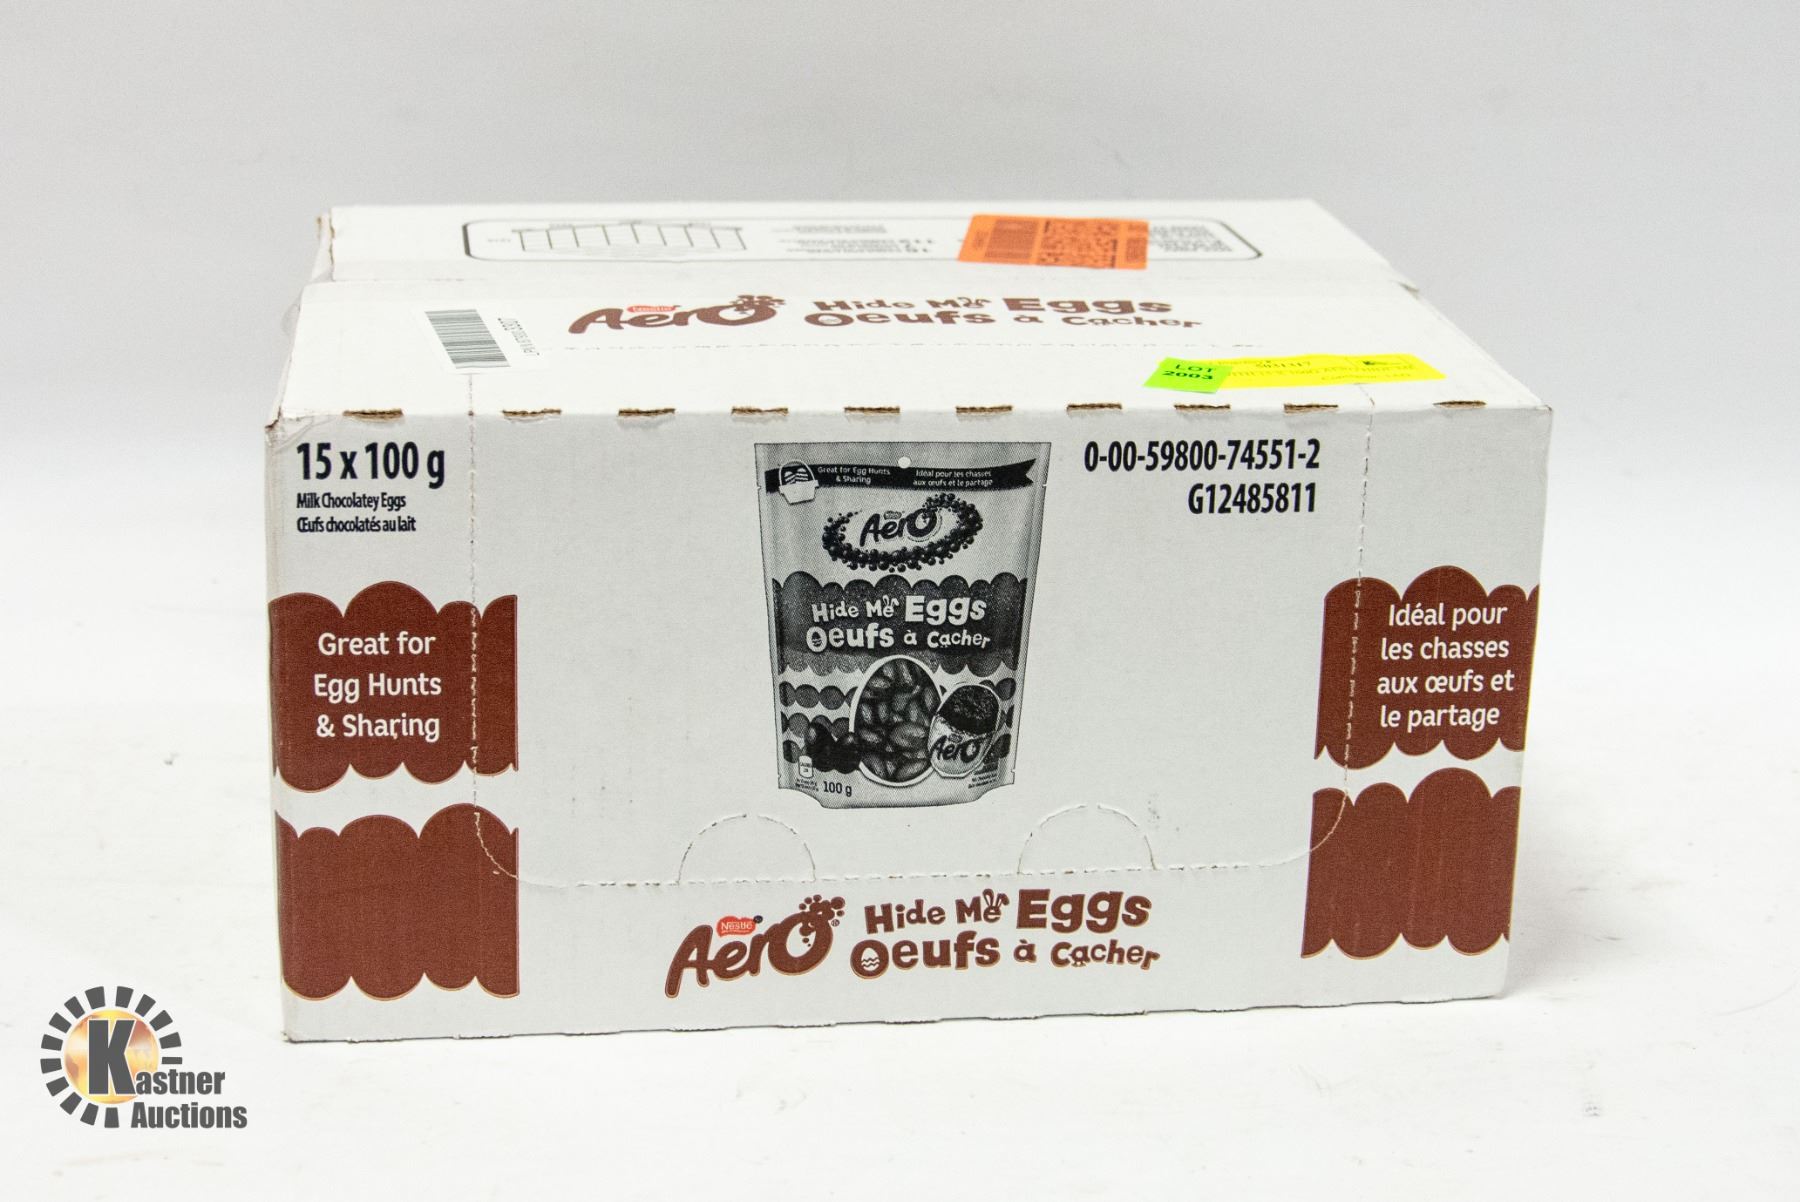 Nestlé Aero Hide Me Eggs
Oeufs à Cacher
LOT
2003
15 x 100 g
Milk Chocolatey Eggs
Œufs chocolatés au lait
0-00-59800-74551-2
G12485811
Great for Egg Hunts
& Sharing
Idéal pour les chasses
aux œufs et le partage
Nestlé
Aero
Hide Me Eggs
Oeufs à Cacher
Aero
100 g
Great for
Egg Hunts
& Sharing
Idéal pour
les chasses
aux œufs et
le partage
Nestlé
Aero Hide Me Eggs
Oeufs à Cacher
Kastner
Auctions